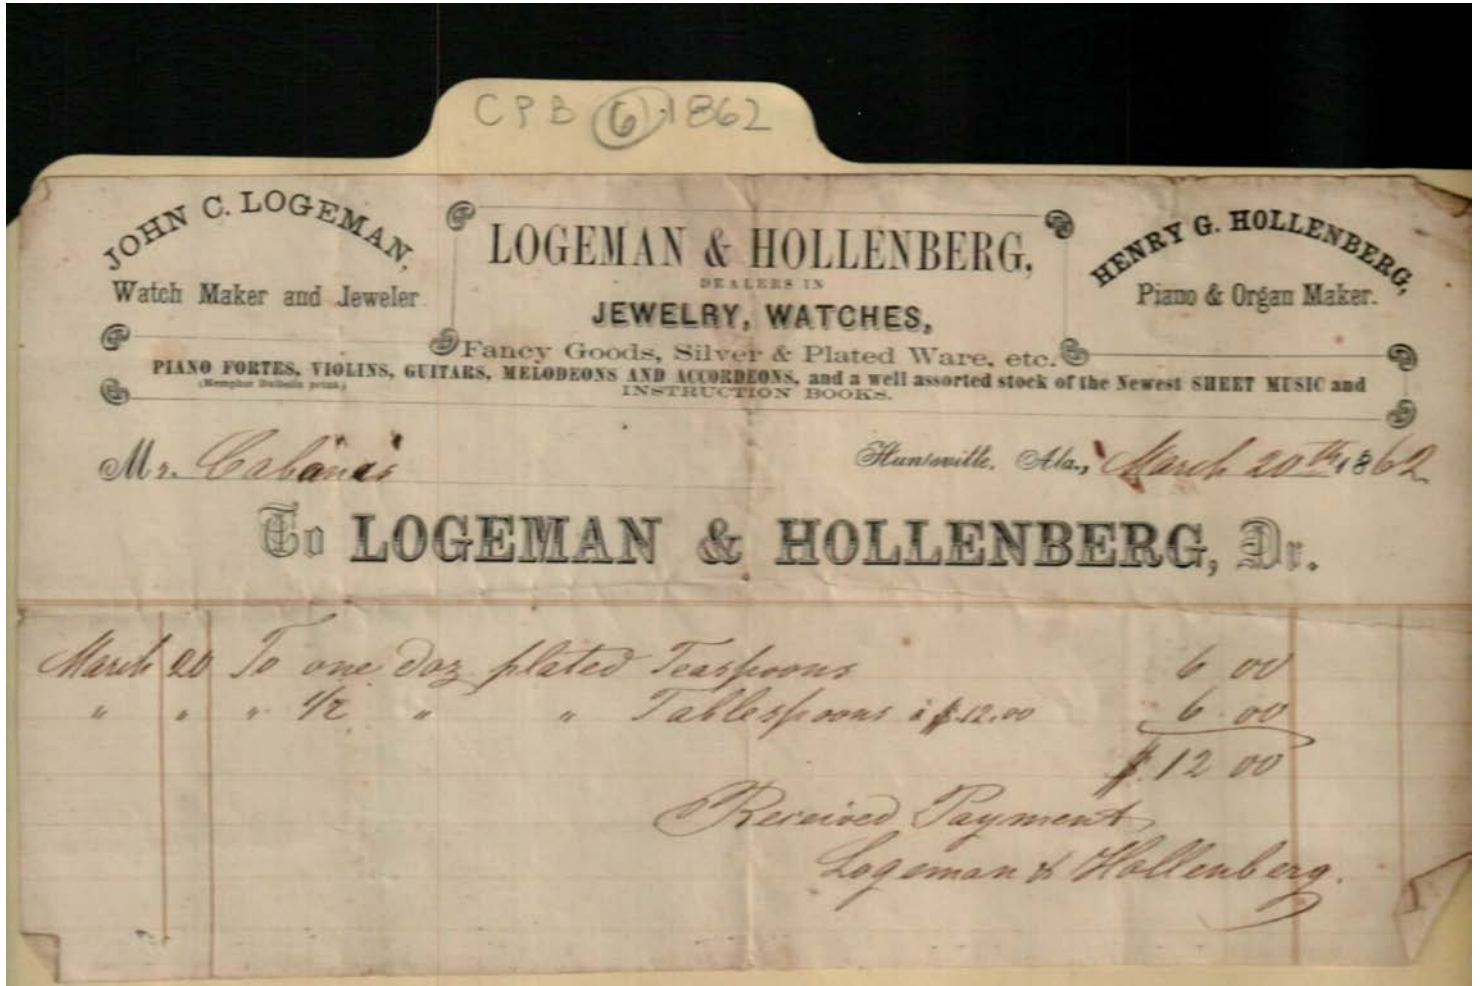 CPB 6 1862
JOHN C. LOGEMAN,
Watch Maker and Jeweler
LOGEMAN & HOLLENBERG,
DEALERS IN
JEWELRY, WATCHES,
Fancy Goods, Silver & Plated Ware, etc.
HENRY G. HOLLENBERG,
Piano & Organ Maker.
PIANO FORTES, VIOLINS, GUITARS, MELODEONS AND ACCORDEONS, and a well assorted stock of the Newest SHEET MUSIC and
(Memphis Bulletin print.)
INSTRUCTION BOOKS.
Mr. Cabanis
Huntsville, Ala., March 20th 1862
To LOGEMAN & HOLLENBERG, Dr.
March 20 To one doz plated Teaspoons 6 00
" " " 1/2 " " Tablespoons à $12.00 6 00
$12 00
Received Payment
Logeman & Hollenberg.